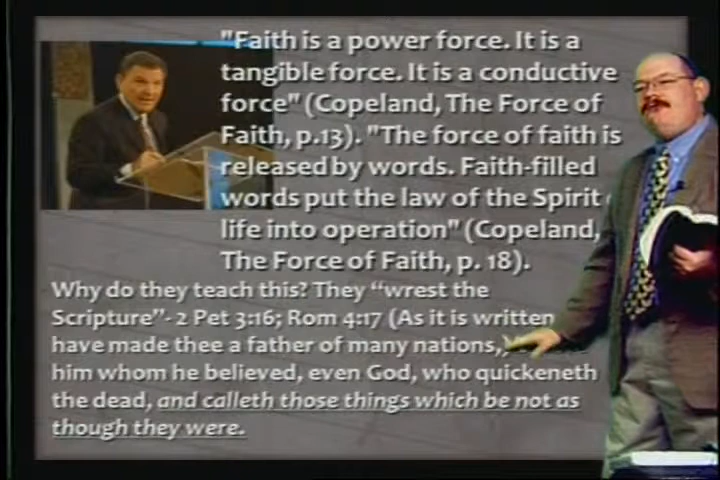 "Faith is a power force. It is a
tangible force. It is a conductive
force" (Copeland, The Force of
Faith, p.13). "The force of faith is
released by words. Faith-filled
words put the law of the Spirit
life into operation" (Copeland,
The Force of Faith, p. 18).
Why do they teach this? They “wrest the
Scripture”- 2 Pet 3:16; Rom 4:17 (As it is written
have made thee a father of many nations,)
him whom he believed, even God, who quickeneth
the dead, and calleth those things which be not as
though they were.